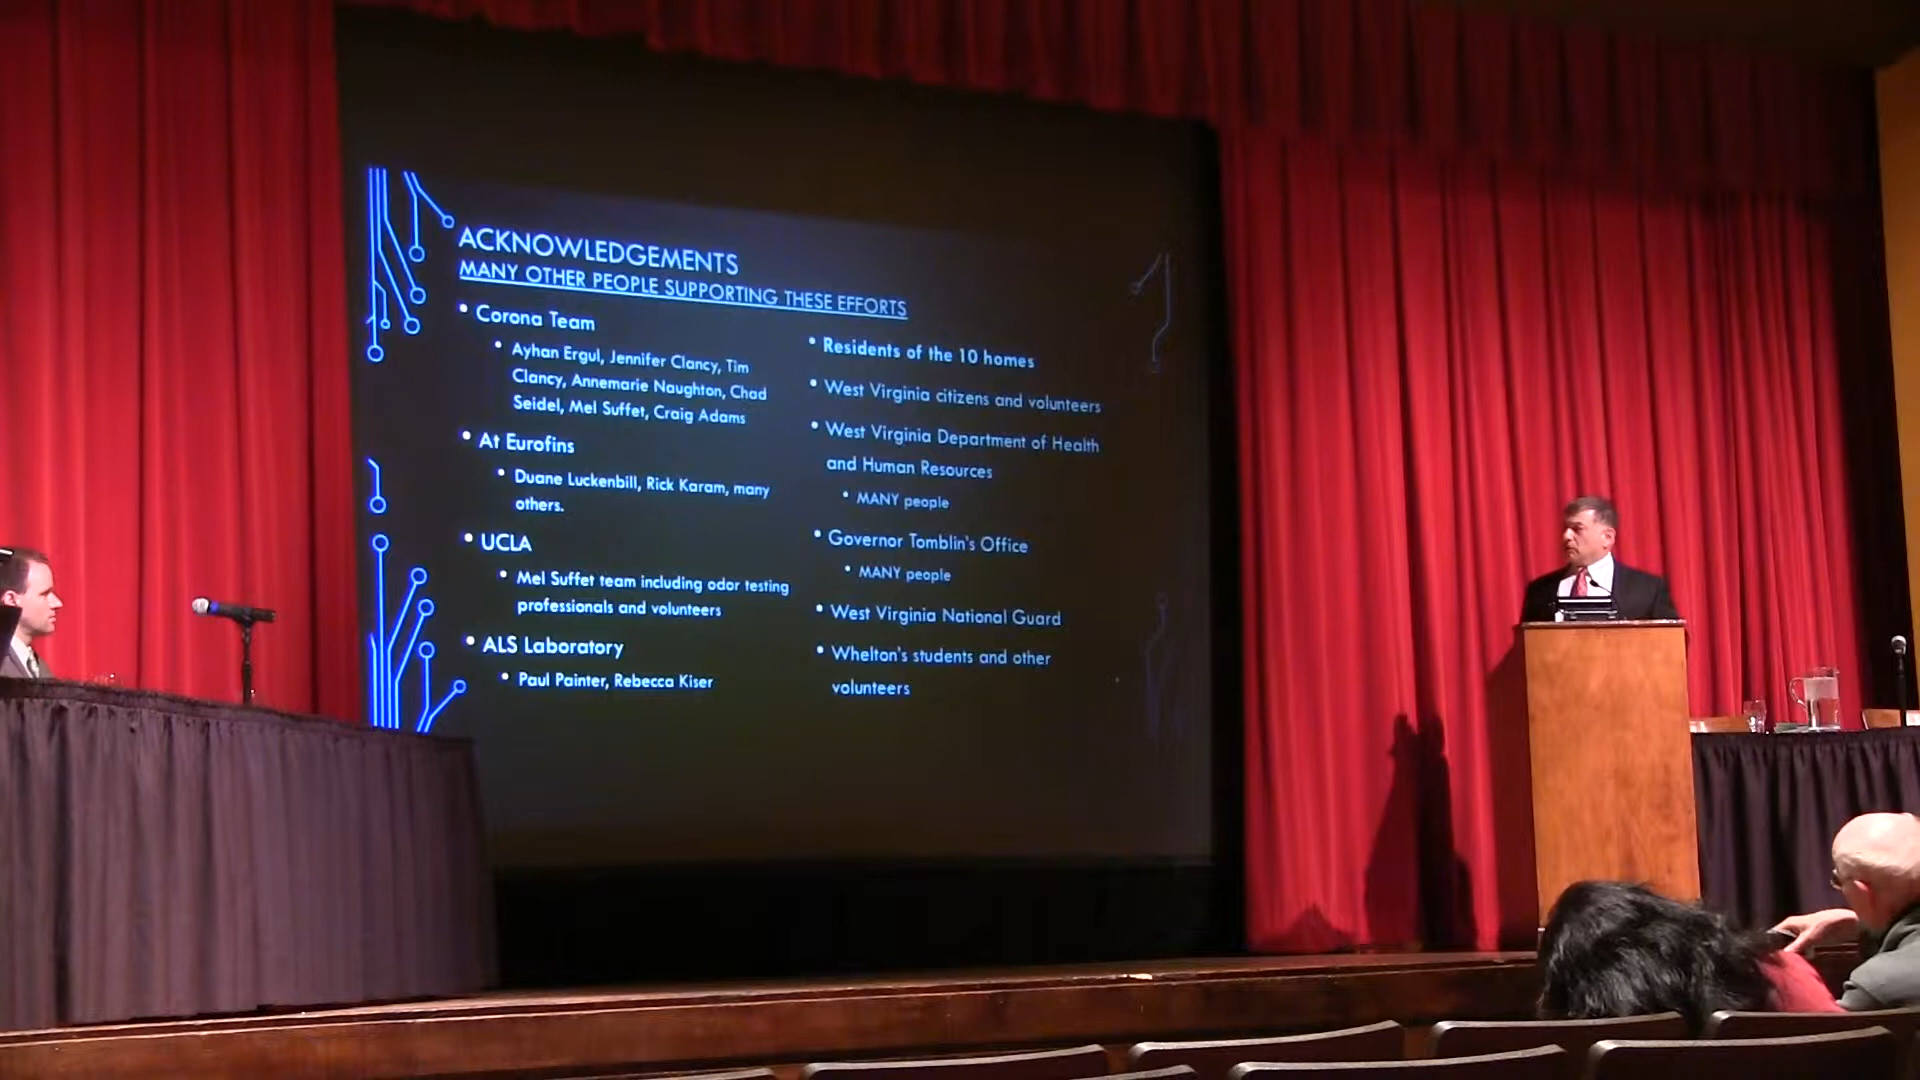 ACKNOWLEDGEMENTS
MANY OTHER PEOPLE SUPPORTING THESE EFFORTS
• Corona Team
• Ayhan Ergul, Jennifer Clancy, Tim
Clancy, Annemarie Naughton, Chad
Seidel, Mel Suffet, Craig Adams
• At Eurofins
• Duane Luckenbill, Rick Karam, many
others.
• UCLA
• Mel Suffet team including odor testing
professionals and volunteers
• ALS Laboratory
• Paul Painter, Rebecca Kiser
• Residents of the 10 homes
• West Virginia citizens and volunteers
• West Virginia Department of Health
and Human Resources
• MANY people
• Governor Tomblin's Office
• MANY people
• West Virginia National Guard
• Whelton's students and other
volunteers